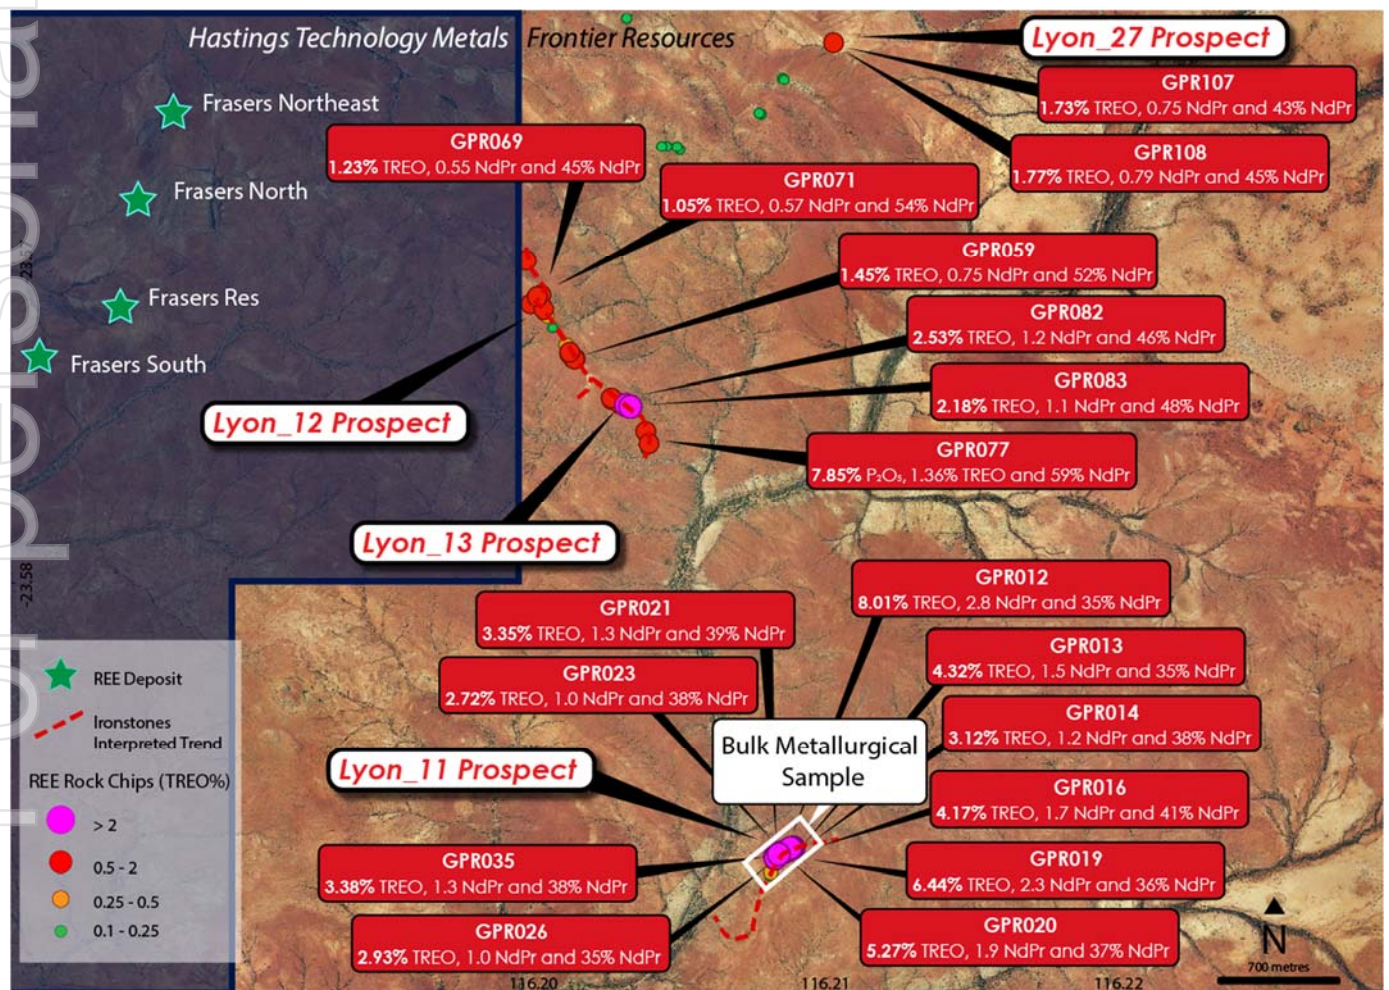 Hastings Technology Metals
Frontier Resources
Lyon_27 Prospect
GPR107
1.73% TREO, 0.75 NdPr and 43% NdPr
GPR108
1.77% TREO, 0.79 NdPr and 45% NdPr
Frasers Northeast
GPR069
1.23% TREO, 0.55 NdPr and 45% NdPr
GPR071
1.05% TREO, 0.57 NdPr and 54% NdPr
Frasers North
GPR059
1.45% TREO, 0.75 NdPr and 52% NdPr
Frasers Res
GPR082
2.53% TREO, 1.2 NdPr and 46% NdPr
Frasers South
GPR083
2.18% TREO, 1.1 NdPr and 48% NdPr
Lyon_12 Prospect
GPR077
7.85% P₂O₅, 1.36% TREO and 59% NdPr
Lyon_13 Prospect
-23.58
GPR012
8.01% TREO, 2.8 NdPr and 35% NdPr
GPR021
3.35% TREO, 1.3 NdPr and 39% NdPr
GPR013
4.32% TREO, 1.5 NdPr and 35% NdPr
GPR023
2.72% TREO, 1.0 NdPr and 38% NdPr
GPR014
3.12% TREO, 1.2 NdPr and 38% NdPr
Bulk Metallurgical
Sample
Lyon_11 Prospect
GPR016
4.17% TREO, 1.7 NdPr and 41% NdPr
GPR035
3.38% TREO, 1.3 NdPr and 38% NdPr
GPR019
6.44% TREO, 2.3 NdPr and 36% NdPr
GPR026
2.93% TREO, 1.0 NdPr and 35% NdPr
GPR020
5.27% TREO, 1.9 NdPr and 37% NdPr
REE Deposit
Ironstones
Interpreted Trend
REE Rock Chips (TREO%)
> 2
0.5 - 2
0.25 - 0.5
0.1 - 0.25
N
700 metres
116.20
116.21
116.22